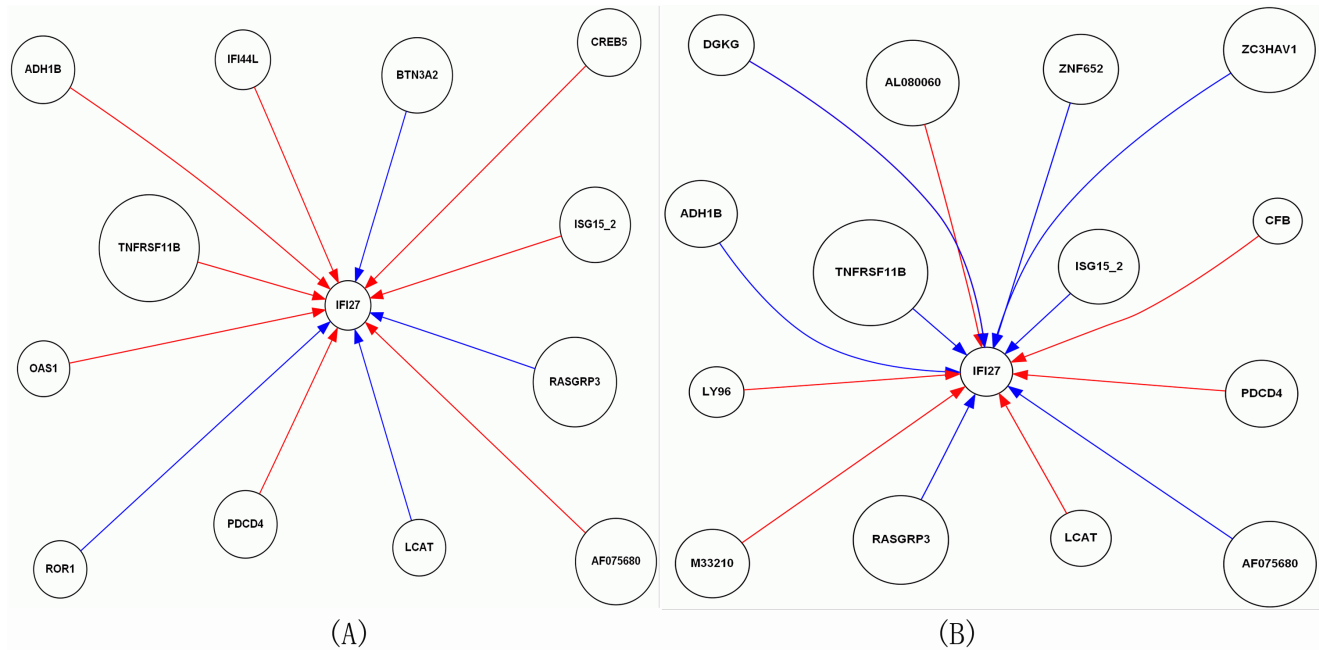 ADH1B
IFI44L
BTN3A2
CREB5
TNFRSF11B
ISG15_2
IFI27
OAS1
RASGRP3
ROR1
PDCD4
LCAT
AF075680
(A)
DGKG
AL080060
ZNF652
ZC3HAV1
ADH1B
TNFRSF11B
ISG15_2
CFB
IFI27
LY96
PDCD4
M33210
RASGRP3
LCAT
AF075680
(B)